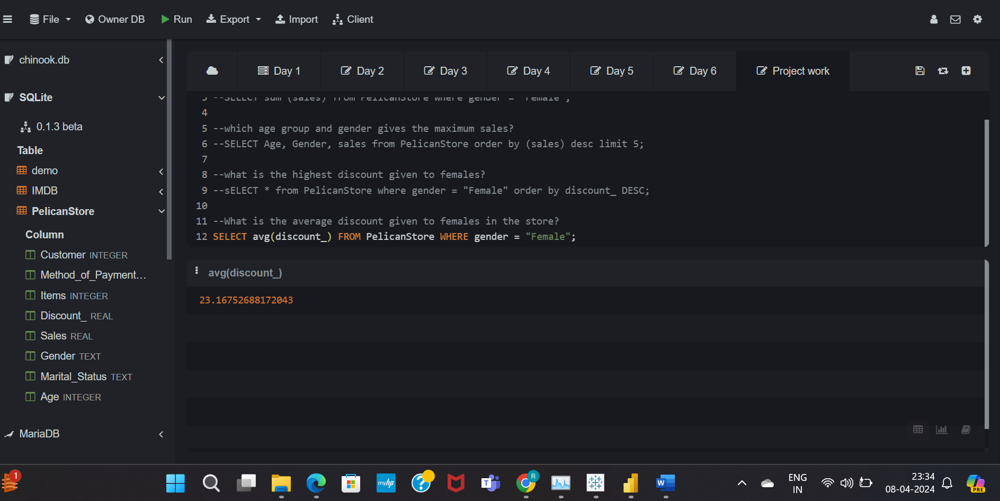 File
Owner DB
Run
Export
Import
Client
chinook.db
SQLite
0.1.3 beta
Table
demo
IMDB
PelicanStore
Column
Customer INTEGER
Method_of_Payment…
Items INTEGER
Discount_ REAL
Sales REAL
Gender TEXT
Marital_Status TEXT
Age INTEGER
MariaDB
Day 1
Day 2
Day 3
Day 4
Day 5
Day 6
Project work
3 --SELECT sum (sales) from PelicanStore where gender = "Female";
4
5 --which age group and gender gives the maximum sales?
6 --SELECT Age, Gender, sales from PelicanStore order by (sales) desc limit 5;
7
8 --what is the highest discount given to females?
9 --sELECT * from PelicanStore where gender = "Female" order by discount_ DESC;
10
11 --What is the average discount given to females in the store?
12 SELECT avg(discount_) FROM PelicanStore WHERE gender = "Female";
avg(discount_)
23.16752688172043
1
myhp
?
T
R
W
ENG
IN
23:34
08-04-2024
PRE